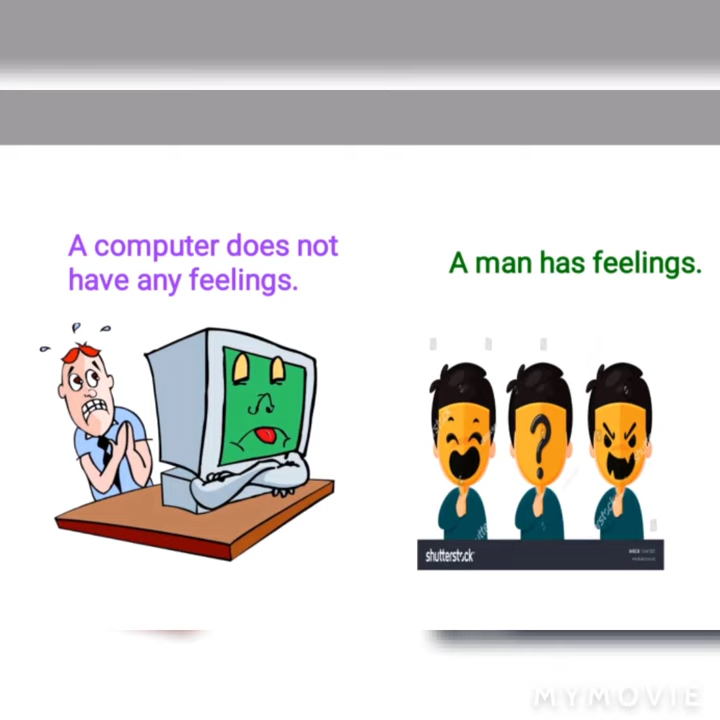 A computer does not
have any feelings.
A man has feelings.
?
shutterstock
MYMOVIE